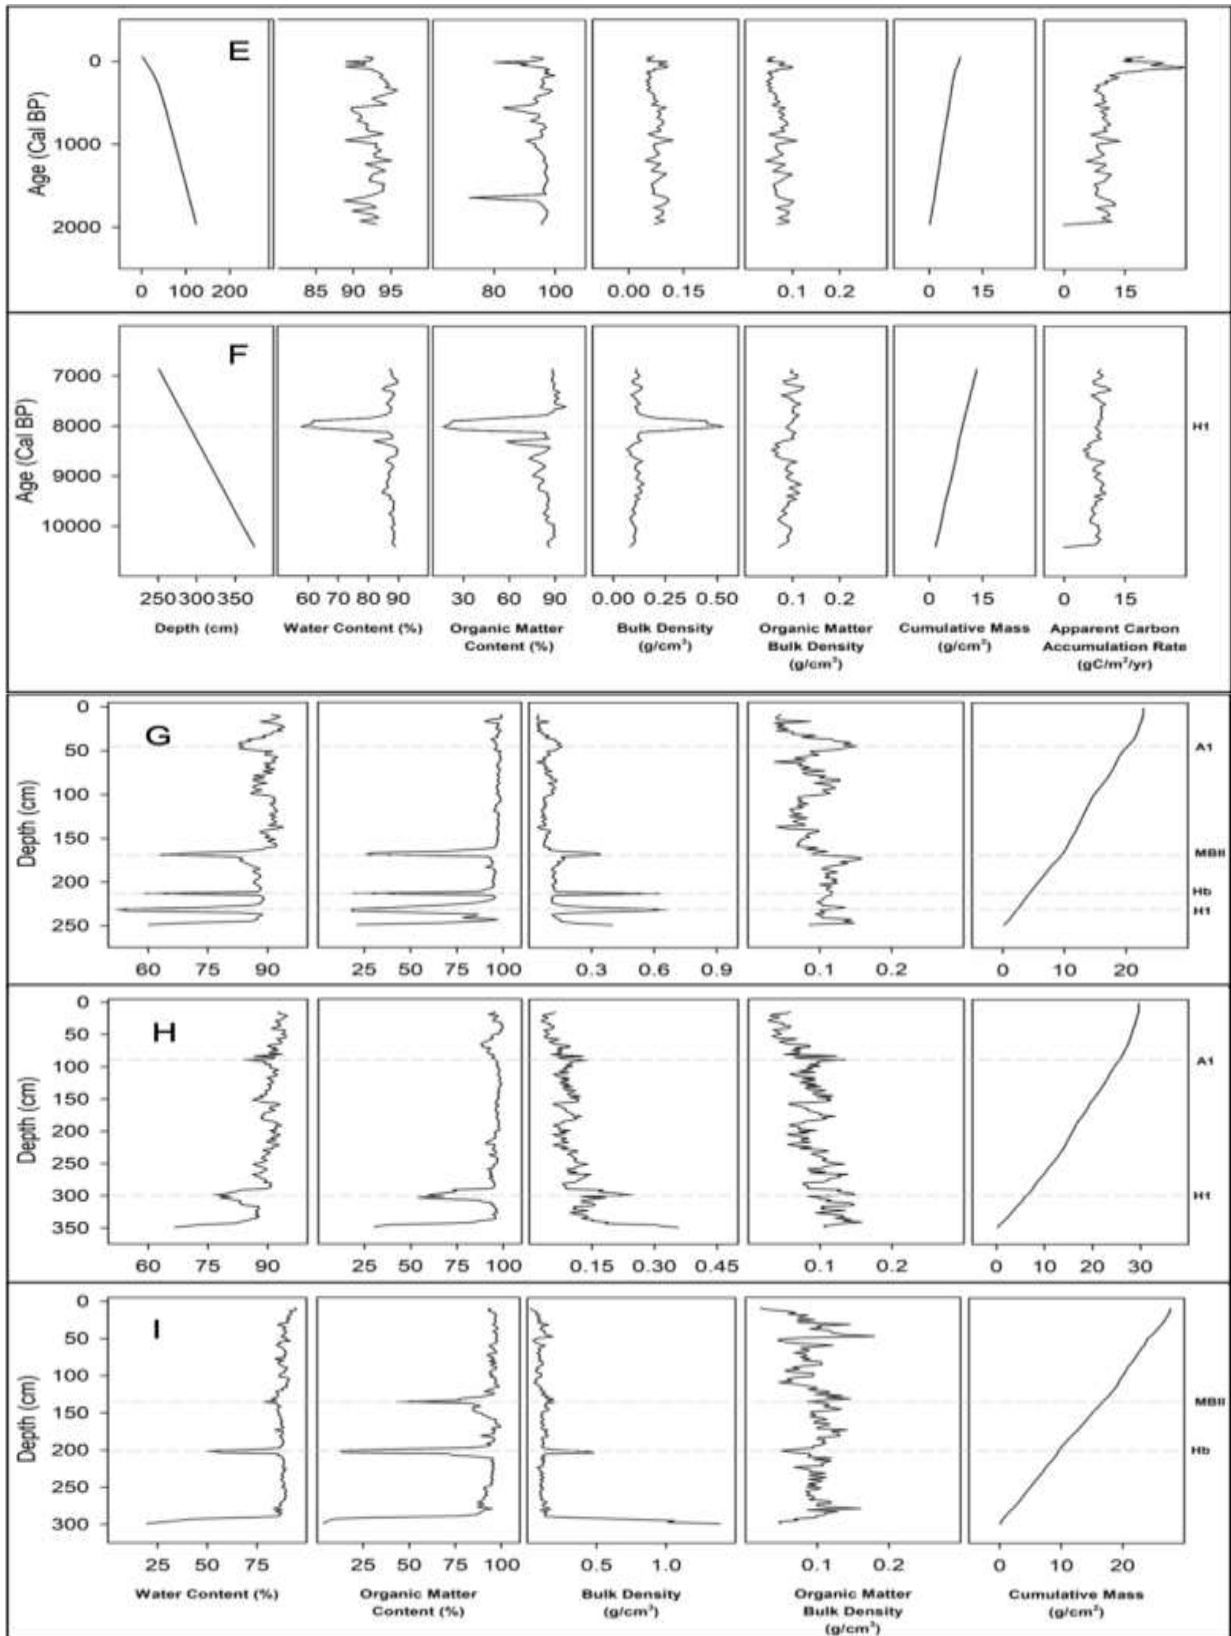 E
Age (Cal BP)
0
1000
2000
0 100 200
85 90 95
80 100
0.00 0.15
0.1 0.2
0 15
15
0 15
F
Age (Cal BP)
7000
8000
9000
10000
H1
250 300 350
60 70 80 90
30 60 90
0.00 0.25 0.50
0.1 0.2
0 15
0 15
Depth (cm)
Water Content (%)
Organic Matter
Content (%)
Bulk Density
(g/cm³)
Organic Matter
Bulk Density
(g/cm³)
Cumulative Mass
(g/cm²)
Apparent Carbon
Accumulation Rate
(gC/m²/yr)
G
Depth (cm)
0
50
100
150
200
250
A1
MBII
Hb
H1
60 75 90
25 50 75 100
0.3 0.6 0.9
0.1 0.2
0 10 20
H
Depth (cm)
0
50
100
150
200
250
300
350
A1
H1
60 75 90
25 50 75 100
0.15 0.30 0.45
0.1 0.2
0 10 20 30
I
Depth (cm)
0
50
100
150
200
250
300
MBII
Hb
25 50 75
25 50 75 100
0.5 1.0
0.1 0.2
0 10 20
Water Content (%)
Organic Matter
Content (%)
Bulk Density
(g/cm³)
Organic Matter
Bulk Density
(g/cm³)
Cumulative Mass
(g/cm²)